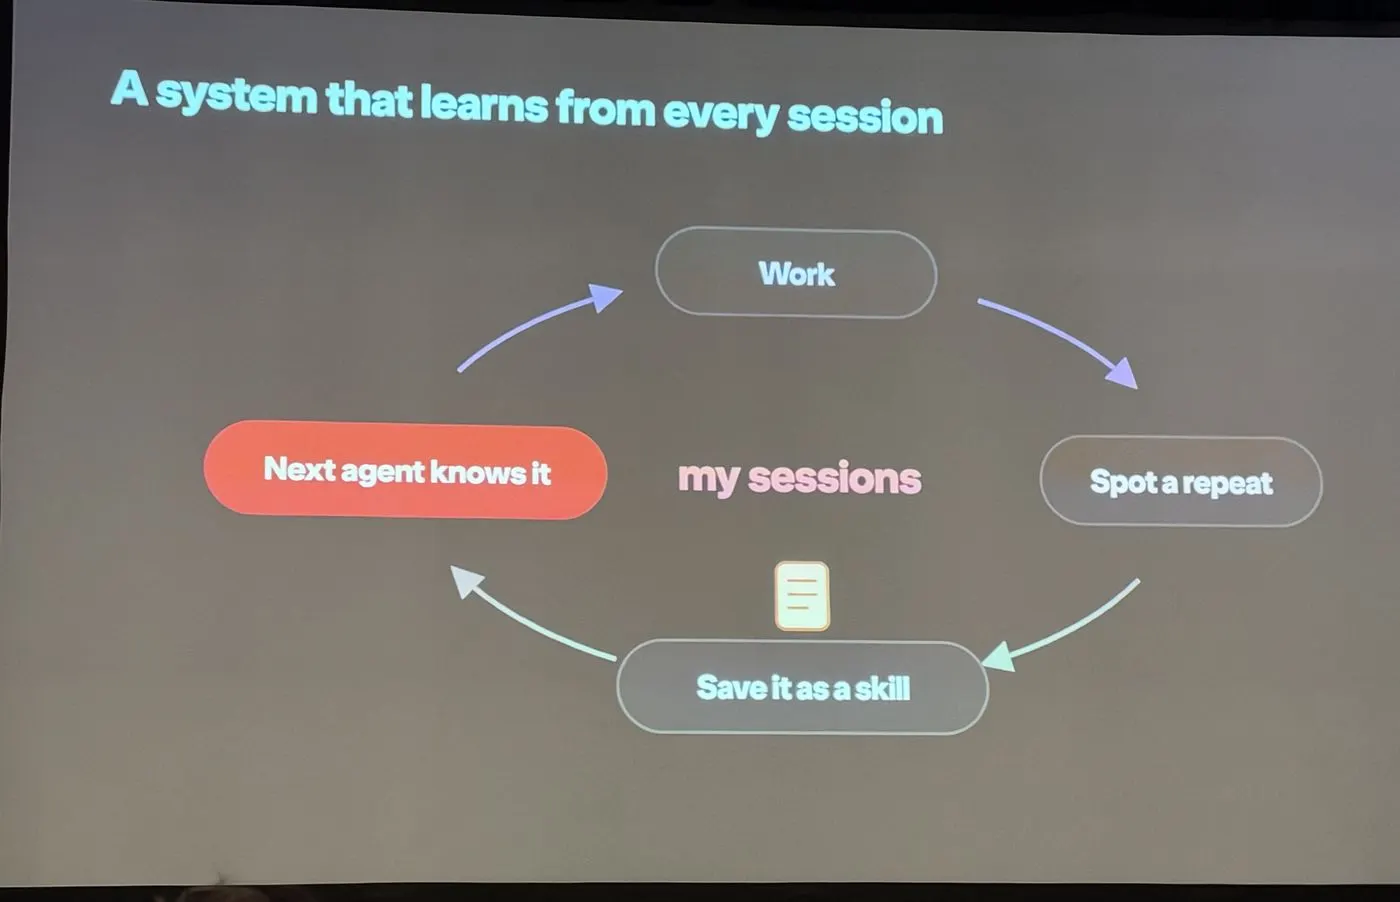 A system that learns from every session
Work
Next agent knows it
my sessions
Spot a repeat
Save it as a skill